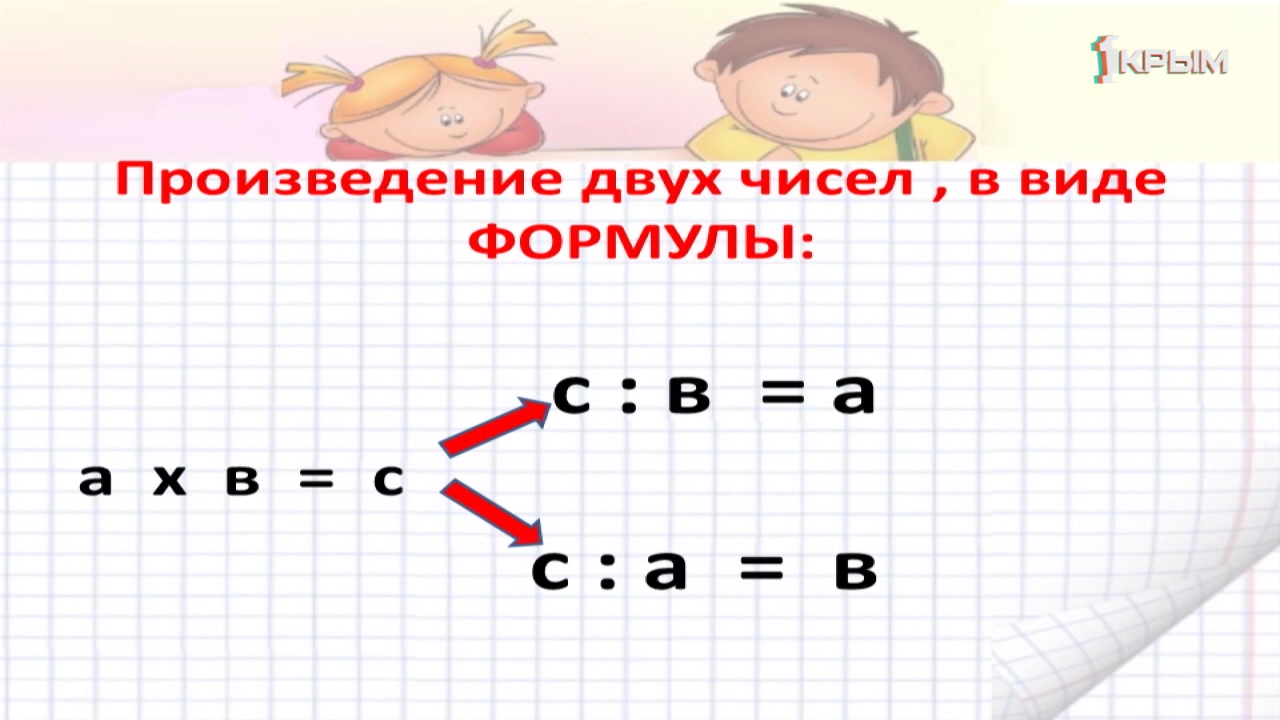 1КРЫМ
Произведение двух чисел , в виде
ФОРМУЛЫ:
с : в = а
а х в = с
с : а = в